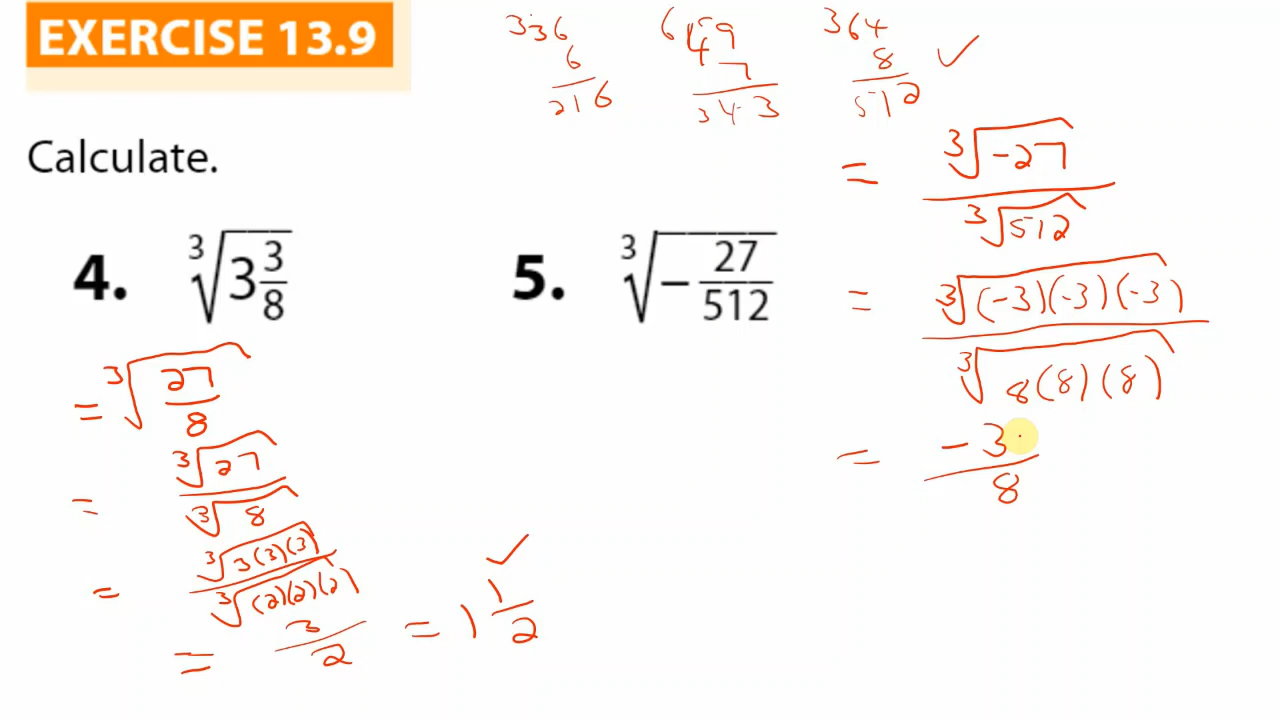 EXERCISE 13.9
Calculate.
4. ∛(3 3/8)
= ∛(27/8)
= ∛27 / ∛8
= ∛(3(3)(3)) / ∛((2)(2)(2))
= 3/2 = 1 1/2 ✓
5. ∛(-27/512)
336
6
216
649
7
343
364
8
512 ✓
= ∛-27 / ∛512
= ∛((-3)(-3)(-3)) / ∛(8(8)(8))
= -3/8